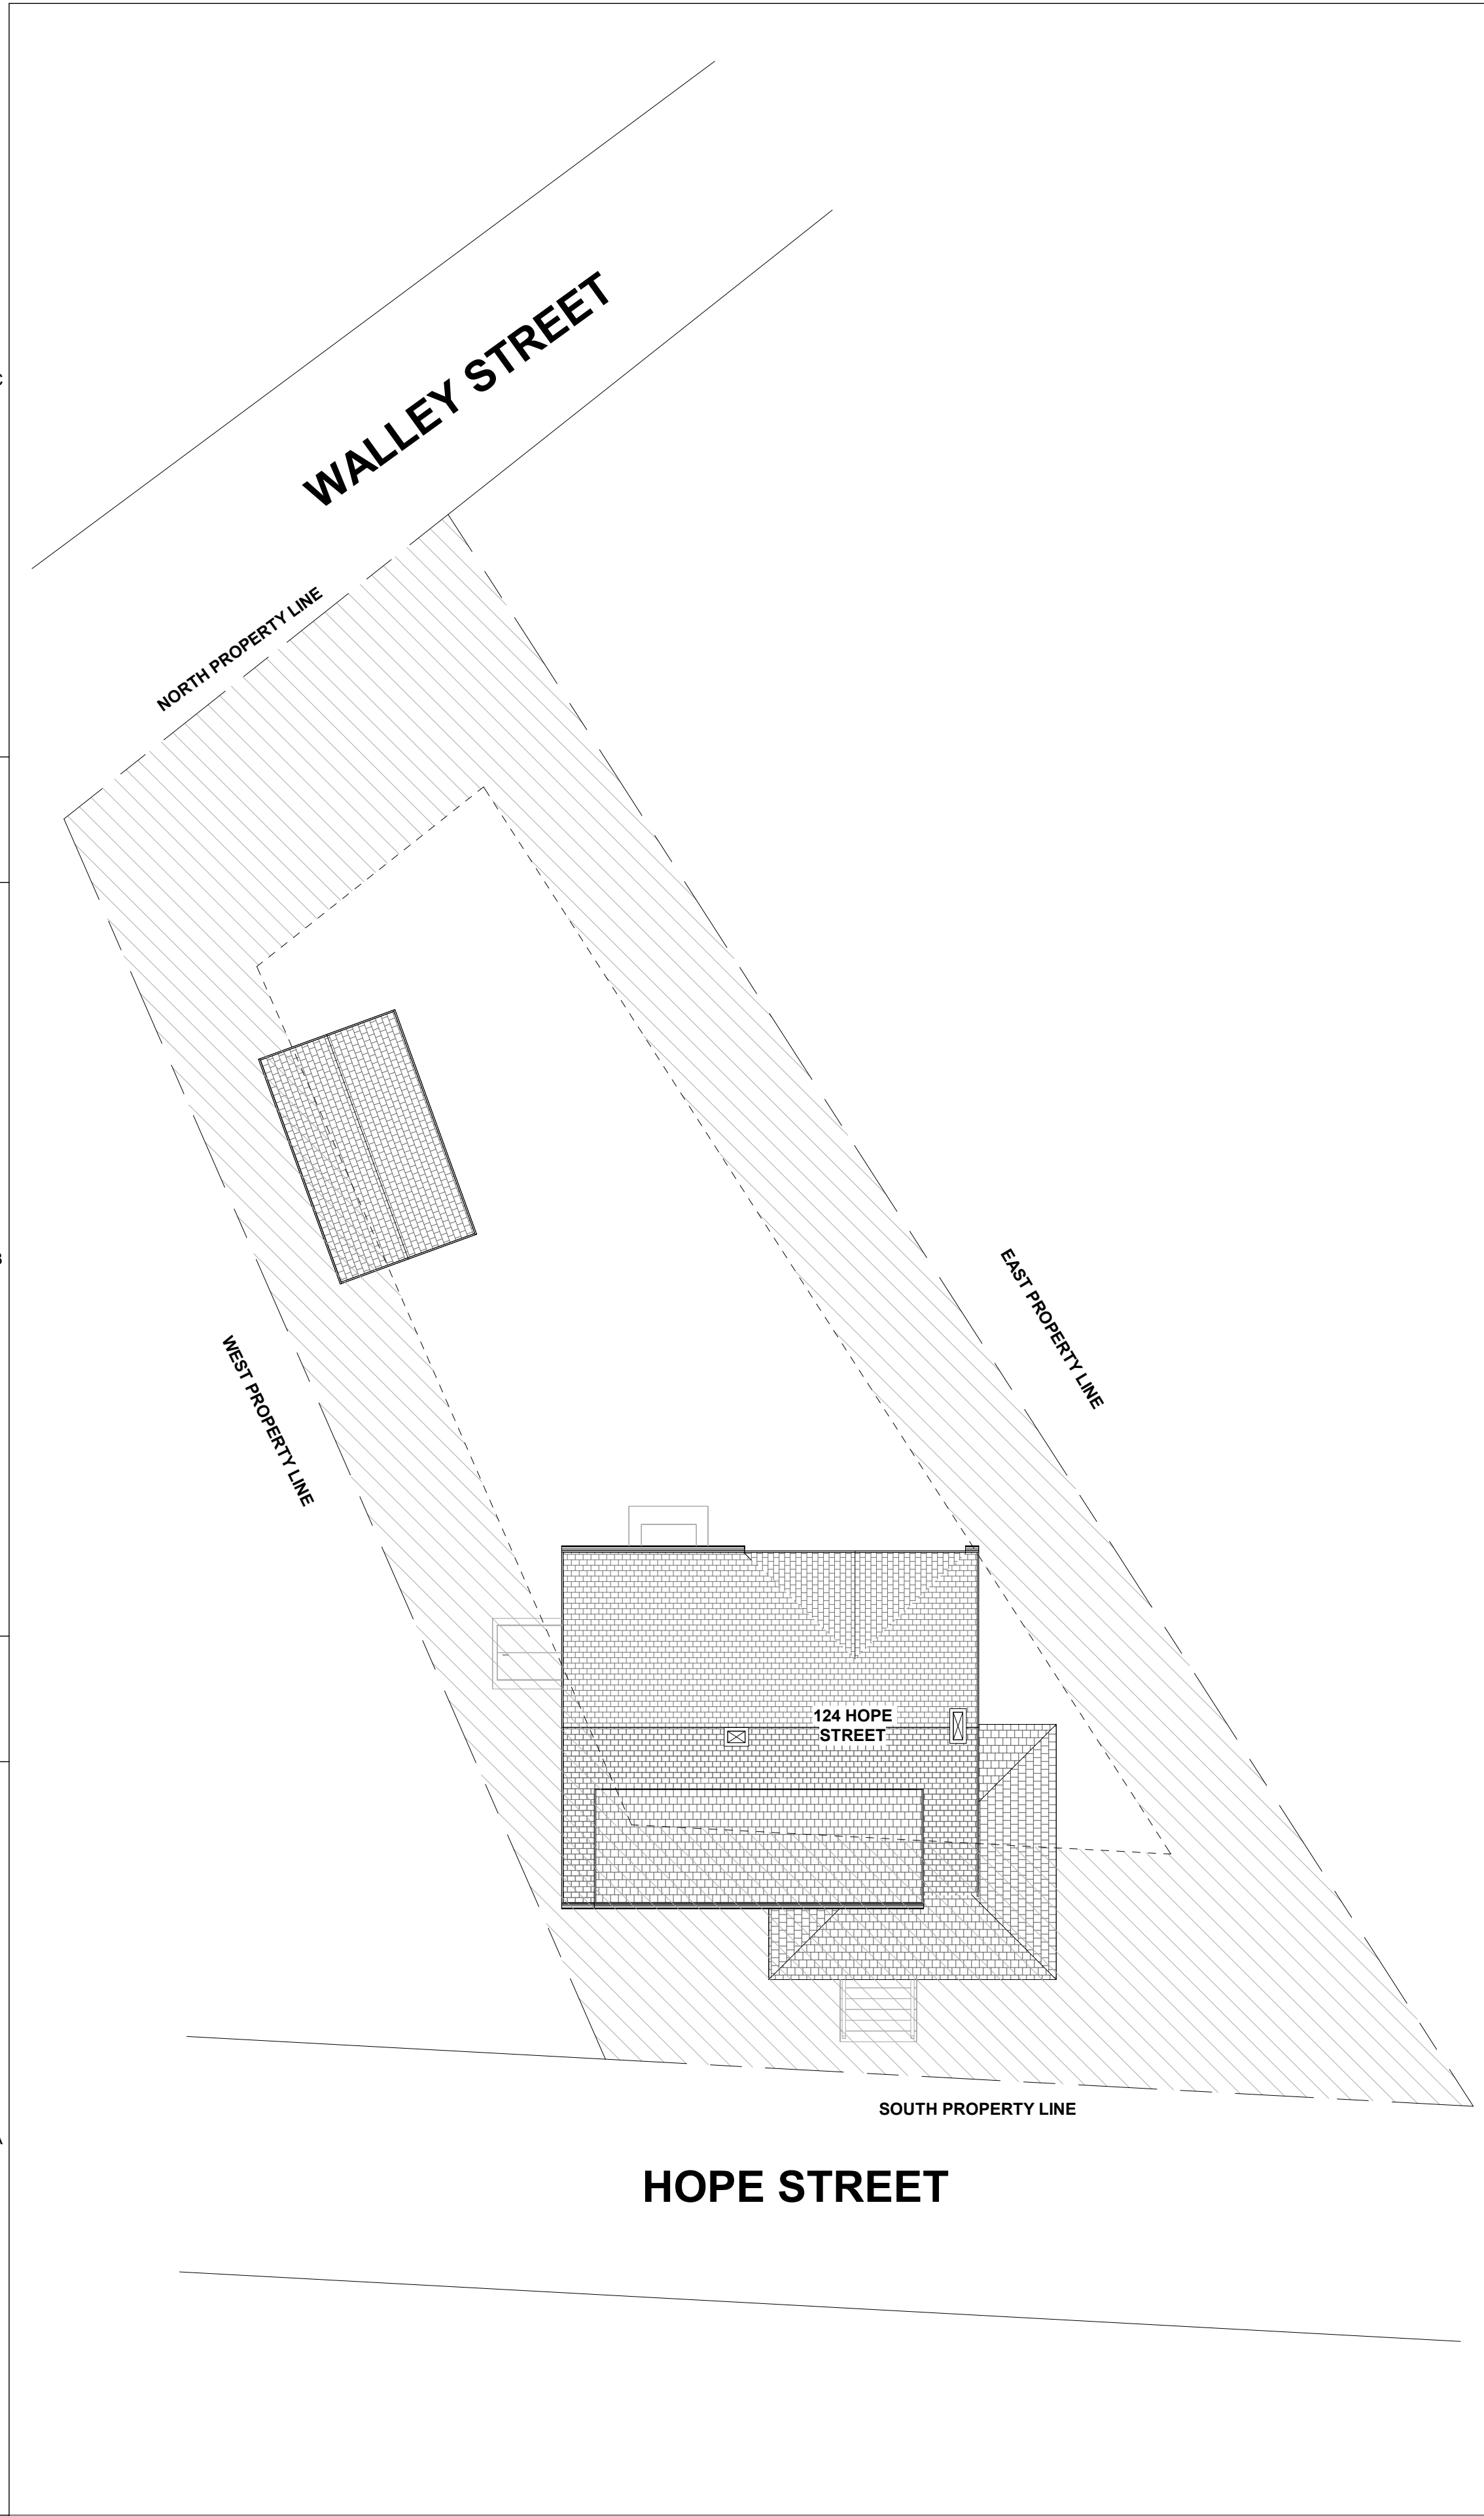 WALLEY STREET
NORTH PROPERTY LINE
EAST PROPERTY LINE
WEST PROPERTY LINE
124 HOPE
STREET
SOUTH PROPERTY LINE
HOPE STREET